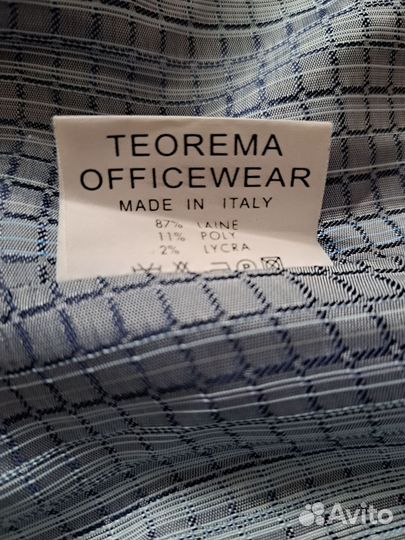 TEOREMA
OFFICEWEAR
MADE IN ITALY
87% LAINE
11% POLY
2% LYCRA
Avito